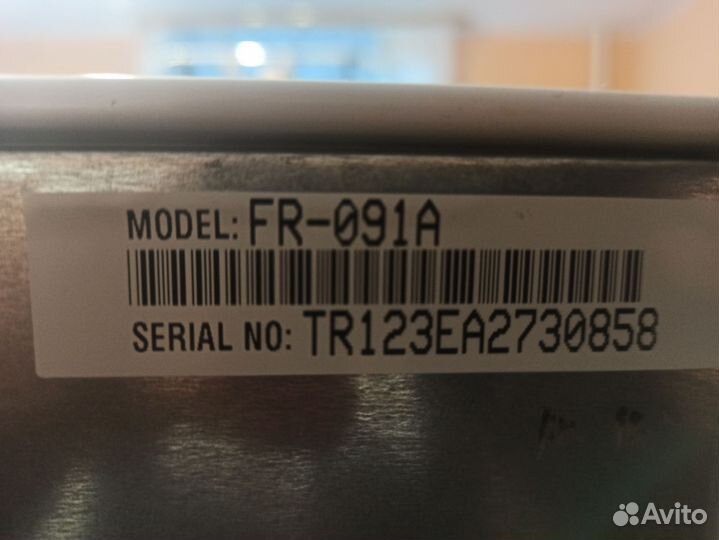 MODEL: FR-091A
SERIAL NO: TR123EA2730858
Avito